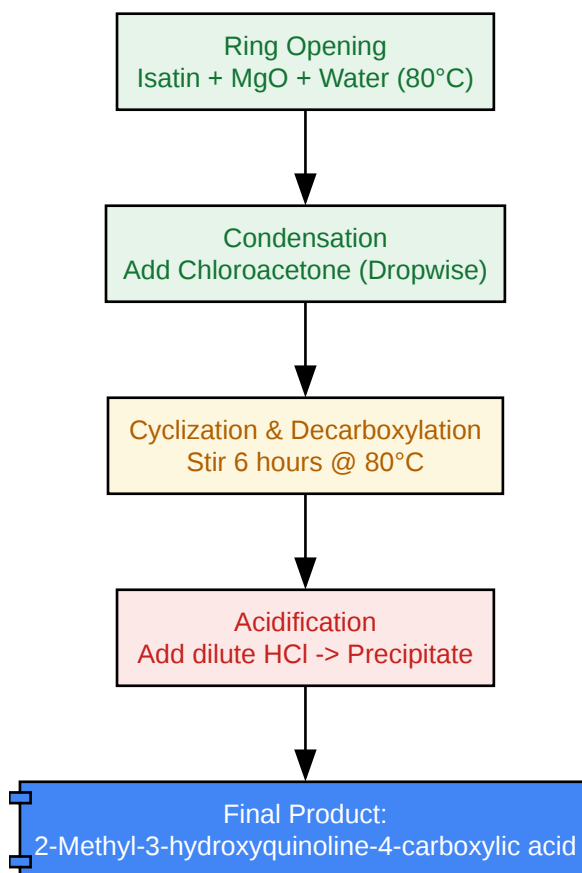 Ring Opening
Isatin + MgO + Water (80°C)
Condensation
Add Chloroacetone (Dropwise)
Cyclization & Decarboxylation
Stir 6 hours @ 80°C
Acidification
Add dilute HCl -> Precipitate
Final Product:
2-Methyl-3-hydroxyquinoline-4-carboxylic acid